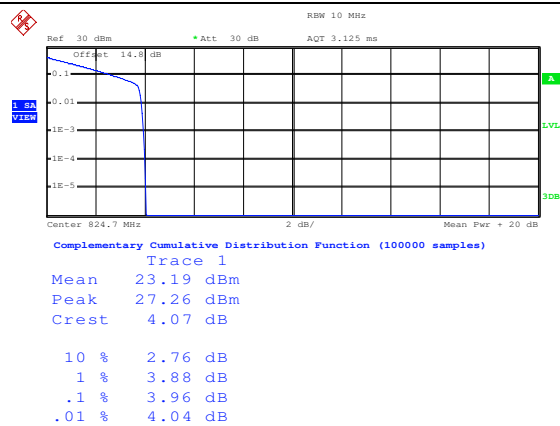 RBW 10 MHz
Ref 30 dBm * Att 30 dB AQT 3.125 ms
Offset 14.8 dB
0.1
A
0.01
1 SA
VIEW
1E-3
LVL
1E-4
1E-5
3DB
Center 824.7 MHz 2 dB/ Mean Pwr + 20 dB
Complementary Cumulative Distribution Function (100000 samples)
Trace 1
Mean 23.19 dBm
Peak 27.26 dBm
Crest 4.07 dB
10 % 2.76 dB
1 % 3.88 dB
.1 % 3.96 dB
.01 % 4.04 dB